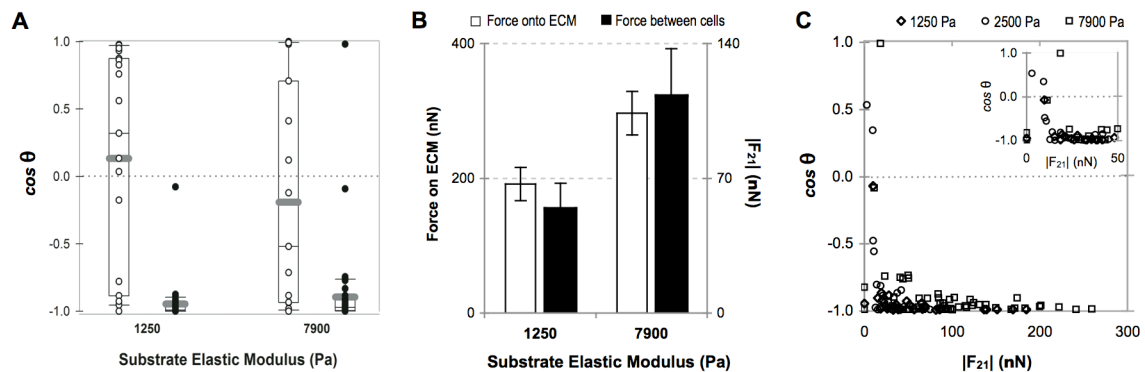 A
cos θ
1.0
0.5
0.0
-0.5
-1.0
1250
7900
Substrate Elastic Modulus (Pa)
B
Force onto ECM
Force between cells
Force on ECM (nN)
400
200
0
140
70
0
|F21| (nN)
1250
7900
Substrate Elastic Modulus (Pa)
C
1250 Pa
2500 Pa
7900 Pa
cos θ
1.0
0.5
0.0
-0.5
-1.0
0
100
200
300
|F21| (nN)
cos θ
1.0
0.0
-1.0
0
50
|F21| (nN)